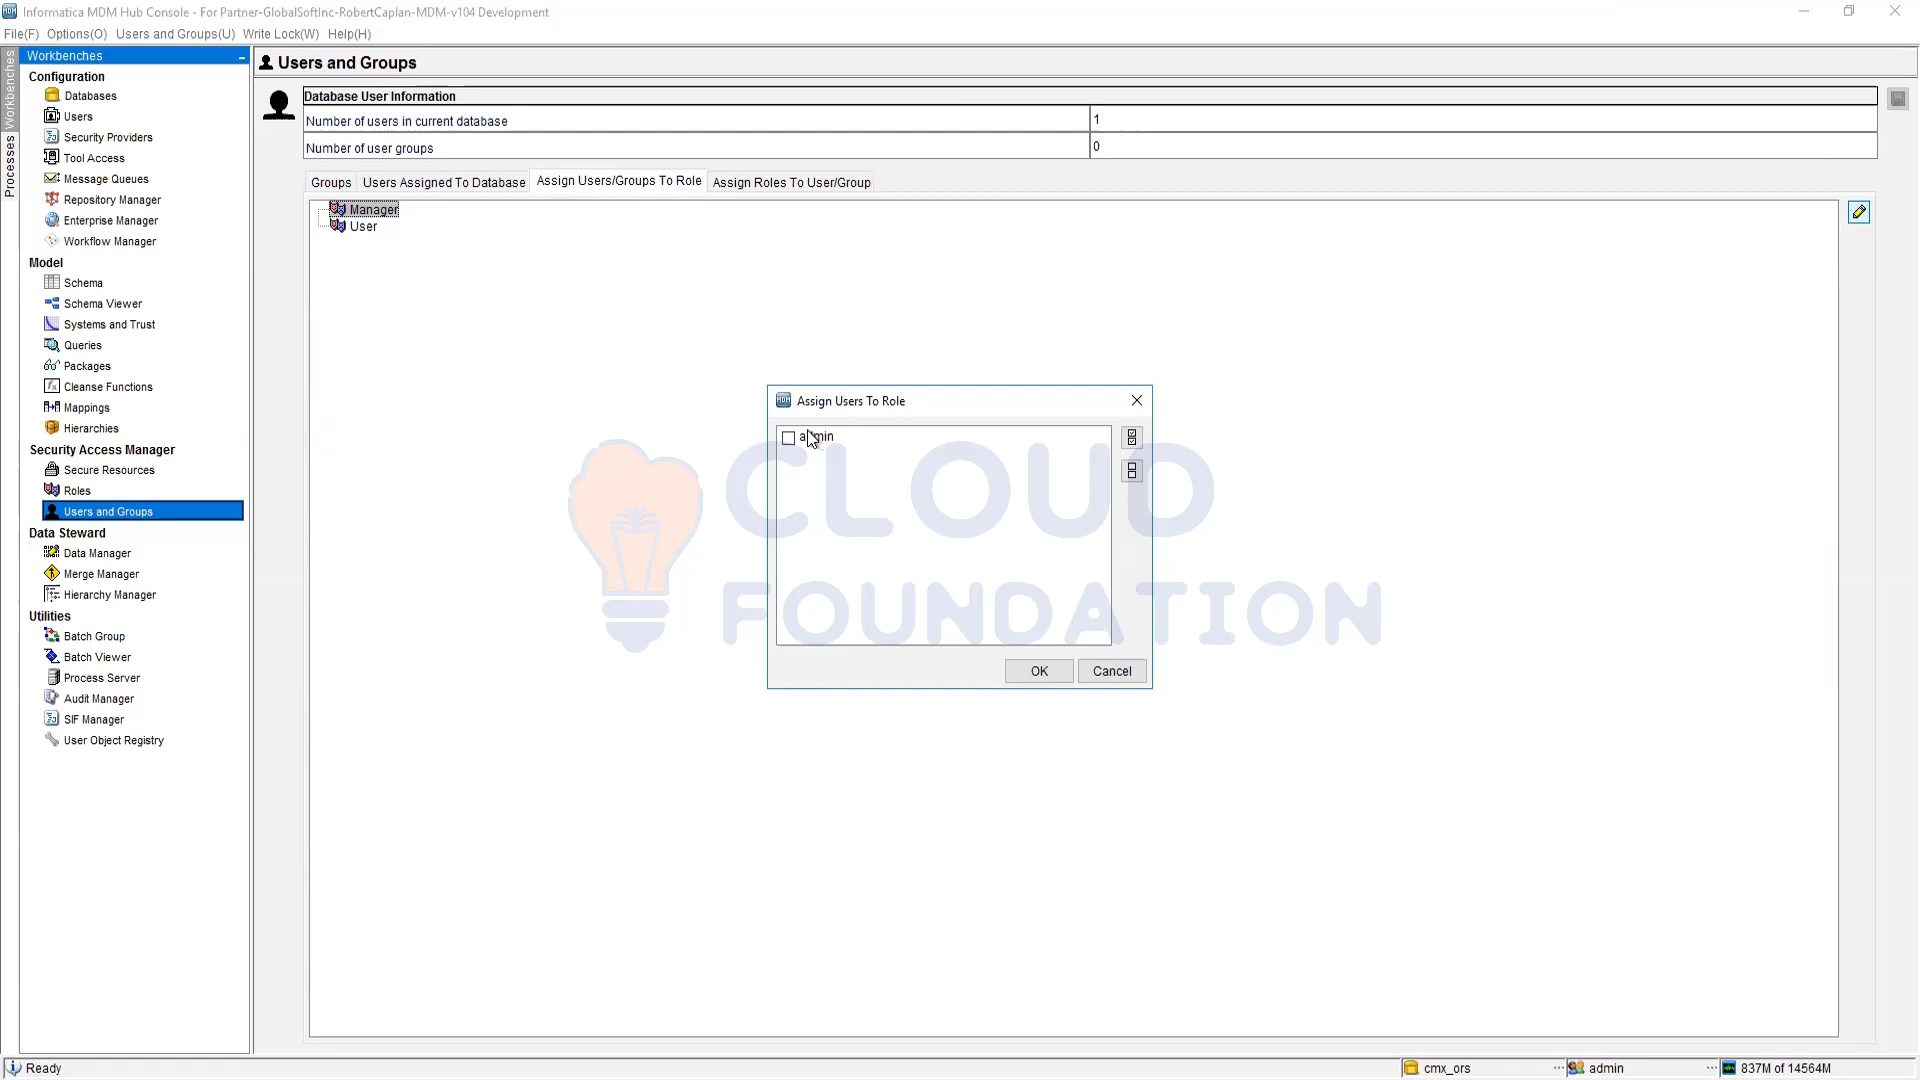 Informatica MDM Hub Console - For Partner-GlobalSoftInc-RobertCaplan-MDM-v104 Development
File(F) Options(O) Users and Groups(U) Write Lock(W) Help(H)
Workbenches
Processes
Workbenches
Configuration
Databases
Users
Security Providers
Tool Access
Message Queues
Repository Manager
Enterprise Manager
Workflow Manager
Model
Schema
Schema Viewer
Systems and Trust
Queries
Packages
Cleanse Functions
Mappings
Hierarchies
Security Access Manager
Secure Resources
Roles
Users and Groups
Data Steward
Data Manager
Merge Manager
Hierarchy Manager
Utilities
Batch Group
Batch Viewer
Process Server
Audit Manager
SIF Manager
User Object Registry
Users and Groups
Database User Information
Number of users in current database 1
Number of user groups 0
Groups Users Assigned To Database Assign Users/Groups To Role Assign Roles To User/Group
Manager
User
Assign Users To Role
admin
OK Cancel
CLOUD
FOUNDATION
Ready cmx_ors ... admin ... 837M of 14564M